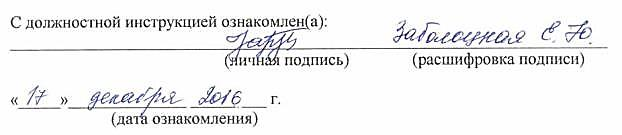 С должностной инструкцией ознакомлен(а):
Заболоцкая Е. Ю.
(личная подпись) (расшифровка подписи)
«17» декабря 2016 г.
(дата ознакомления)